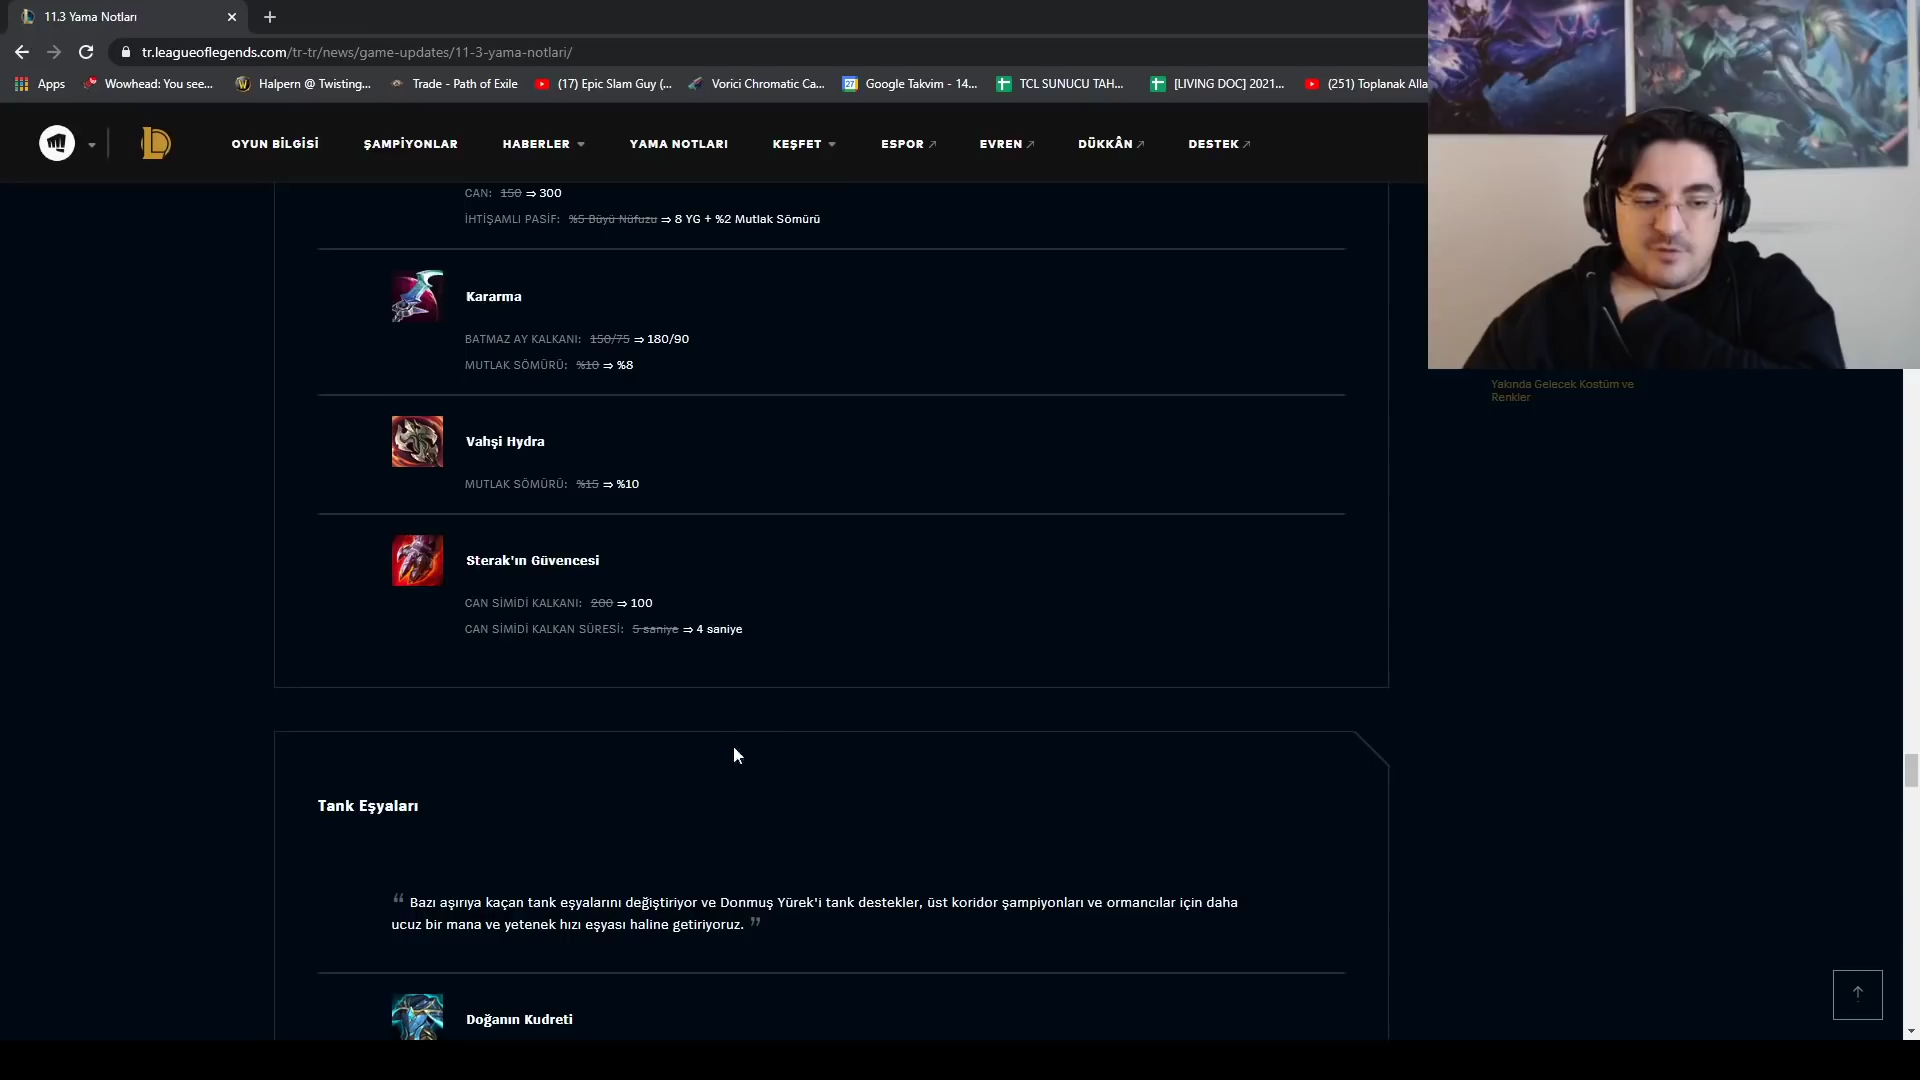 11.3 Yama Notları
tr.leagueoflegends.com/tr-tr/news/game-updates/11-3-yama-notlari/
Apps Wowhead: You see... Halpern @ Twisting... Trade - Path of Exile (17) Epic Slam Guy (... Vorici Chromatic Ca... 27 Google Takvim - 14... TCL SUNUCU TAH... [LIVING DOC] 2021... (251) Toplanak Alla
OYUN BİLGİSİ ŞAMPİYONLAR HABERLER YAMA NOTLARI KEŞFET ESPOR EVREN DÜKKÂN DESTEK
CAN: 150 ⇒ 300
İHTİŞAMLI PASİF: %5 Büyü Nüfuzu ⇒ 8 YG + %2 Mutlak Sömürü
Kararma
BATMAZ AY KALKANI: 150/75 ⇒ 180/90
MUTLAK SÖMÜRÜ: %10 ⇒ %8
Yakında Gelecek Kostüm ve
Renkler
Vahşi Hydra
MUTLAK SÖMÜRÜ: %15 ⇒ %10
Sterak'ın Güvencesi
CAN SİMİDİ KALKANI: 200 ⇒ 100
CAN SİMİDİ KALKAN SÜRESİ: 5 saniye ⇒ 4 saniye
Tank Eşyaları
“ Bazı aşırıya kaçan tank eşyalarını değiştiriyor ve Donmuş Yürek'i tank destekler, üst koridor şampiyonları ve ormancılar için daha
ucuz bir mana ve yetenek hızı eşyası haline getiriyoruz. ”
Doğanın Kudreti